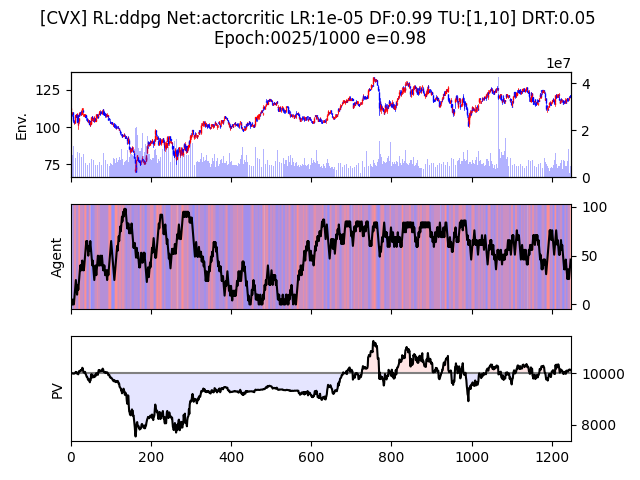 [CVX] RL:ddpg Net:actorcritic LR:1e-05 DF:0.99 TU:[1,10] DRT:0.05
Epoch:0025/1000 e=0.98
1e7
125
100
75
Env.
4
2
0
Agent
100
50
0
PV
10000
8000
0 200 400 600 800 1000 1200